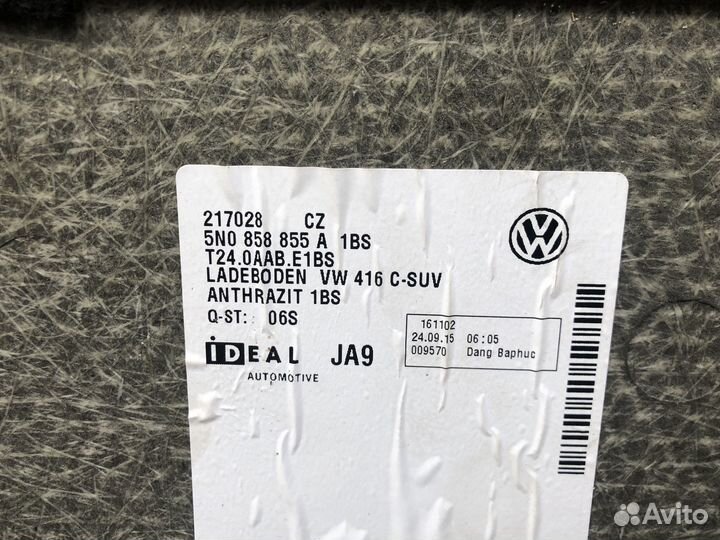 217028 CZ
5N0 858 855 A 1BS
T24.0AAB.E1BS
LADEBODEN VW 416 C-SUV
ANTHRAZIT 1BS
Q-ST: 06S
161102
24.09.15 06:05
009570 Dang Baphuc
iDEAL JA9
AUTOMOTIVE
Avito